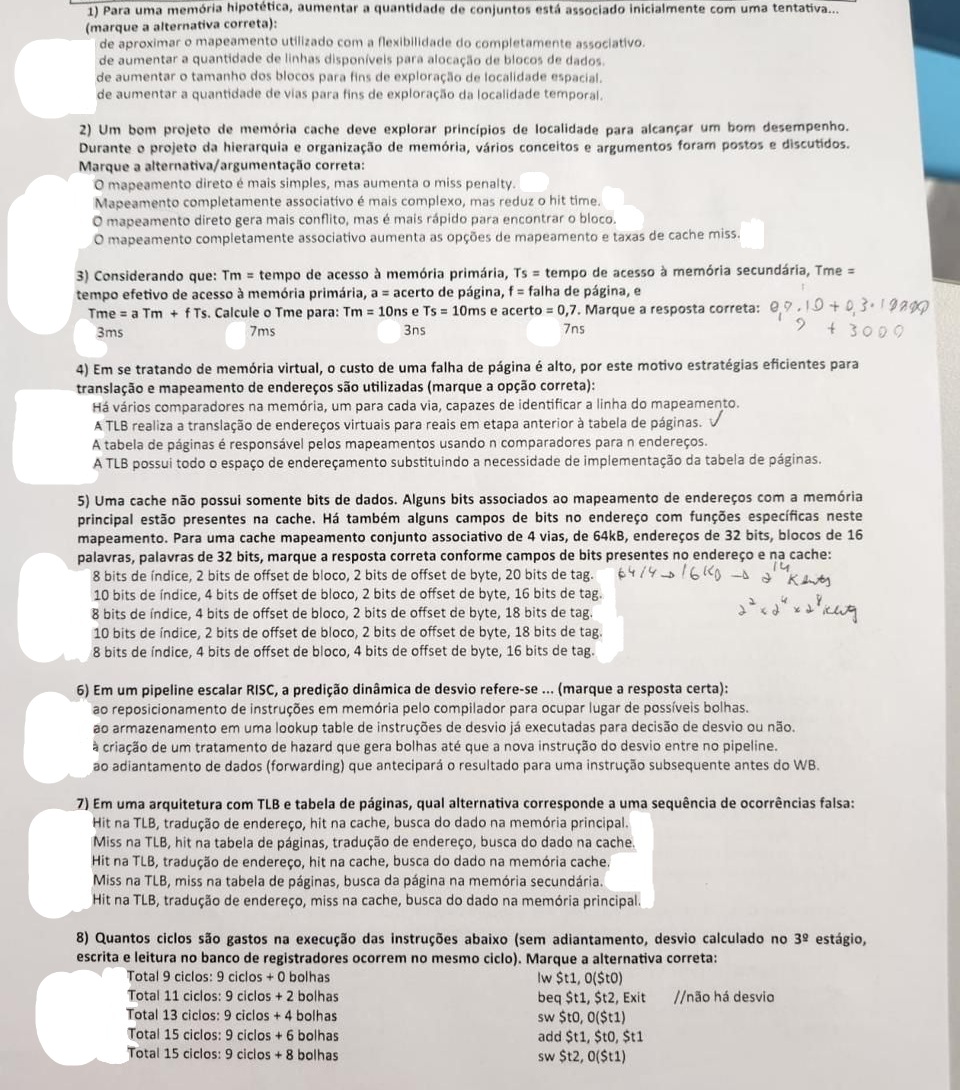 1) Para uma memória hipotética, aumentar a quantidade de conjuntos está associado inicialmente com uma tentativa...
(marque a alternativa correta):
de aproximar o mapeamento utilizado com a flexibilidade do completamente associativo.
de aumentar a quantidade de linhas disponíveis para alocação de blocos de dados.
de aumentar o tamanho dos blocos para fins de exploração de localidade espacial.
de aumentar a quantidade de vias para fins de exploração da localidade temporal.
2) Um bom projeto de memória cache deve explorar princípios de localidade para alcançar um bom desempenho.
Durante o projeto da hierarquia e organização de memória, vários conceitos e argumentos foram postos e discutidos.
Marque a alternativa/argumentação correta:
O mapeamento direto é mais simples, mas aumenta o miss penalty.
Mapeamento completamente associativo é mais complexo, mas reduz o hit time.
O mapeamento direto gera mais conflito, mas é mais rápido para encontrar o bloco.
O mapeamento completamente associativo aumenta as opções de mapeamento e taxas de cache miss.
3) Considerando que: Tm = tempo de acesso à memória primária, Ts = tempo de acesso à memória secundária, Tme =
tempo efetivo de acesso à memória primária, a = acerto de página, f = falha de página, e
Tme = a Tm + f Ts. Calcule o Tme para: Tm = 10ns e Ts = 10ms e acerto = 0,7. Marque a resposta correta:
+ 3000
3ms 7ms 3ns 7ns
4) Em se tratando de memória virtual, o custo de uma falha de página é alto, por este motivo estratégias eficientes para
translação e mapeamento de endereços são utilizadas (marque a opção correta):
Há vários comparadores na memória, um para cada via, capazes de identificar a linha do mapeamento.
A TLB realiza a translação de endereços virtuais para reais em etapa anterior à tabela de páginas. ✓
A tabela de páginas é responsável pelos mapeamentos usando n comparadores para n endereços.
A TLB possui todo o espaço de endereçamento substituindo a necessidade de implementação da tabela de páginas.
5) Uma cache não possui somente bits de dados. Alguns bits associados ao mapeamento de endereços com a memória
principal estão presentes na cache. Há também alguns campos de bits no endereço com funções específicas neste
mapeamento. Para uma cache mapeamento conjunto associativo de 4 vias, de 64kB, endereços de 32 bits, blocos de 16
palavras, palavras de 32 bits, marque a resposta correta conforme campos de bits presentes no endereço e na cache:
8 bits de índice, 2 bits de offset de bloco, 2 bits de offset de byte, 20 bits de tag. 64/4 → 16KB → 2^14
10 bits de índice, 4 bits de offset de bloco, 2 bits de offset de byte, 16 bits de tag.
8 bits de índice, 4 bits de offset de bloco, 2 bits de offset de byte, 18 bits de tag. 2^2 x 2^4 x 2^8
10 bits de índice, 2 bits de offset de bloco, 2 bits de offset de byte, 18 bits de tag.
8 bits de índice, 4 bits de offset de bloco, 4 bits de offset de byte, 16 bits de tag.
6) Em um pipeline escalar RISC, a predição dinâmica de desvio refere-se ... (marque a resposta certa):
ao reposicionamento de instruções em memória pelo compilador para ocupar lugar de possíveis bolhas.
ao armazenamento em uma lookup table de instruções de desvio já executadas para decisão de desvio ou não.
à criação de um tratamento de hazard que gera bolhas até que a nova instrução do desvio entre no pipeline.
ao adiantamento de dados (forwarding) que antecipará o resultado para uma instrução subsequente antes do WB.
7) Em uma arquitetura com TLB e tabela de páginas, qual alternativa corresponde a uma sequência de ocorrências falsa:
Hit na TLB, tradução de endereço, hit na cache, busca do dado na memória principal.
Miss na TLB, hit na tabela de páginas, tradução de endereço, busca do dado na cache.
Hit na TLB, tradução de endereço, hit na cache, busca do dado na memória cache.
Miss na TLB, miss na tabela de páginas, busca da página na memória secundária.
Hit na TLB, tradução de endereço, miss na cache, busca do dado na memória principal.
8) Quantos ciclos são gastos na execução das instruções abaixo (sem adiantamento, desvio calculado no 3º estágio,
escrita e leitura no banco de registradores ocorrem no mesmo ciclo). Marque a alternativa correta:
Total 9 ciclos: 9 ciclos + 0 bolhas lw $t1, 0($t0)
Total 11 ciclos: 9 ciclos + 2 bolhas beq $t1, $t2, Exit //não há desvio
Total 13 ciclos: 9 ciclos + 4 bolhas sw $t0, 0($t1)
Total 15 ciclos: 9 ciclos + 6 bolhas add $t1, $t0, $t1
Total 15 ciclos: 9 ciclos + 8 bolhas sw $t2, 0($t1)